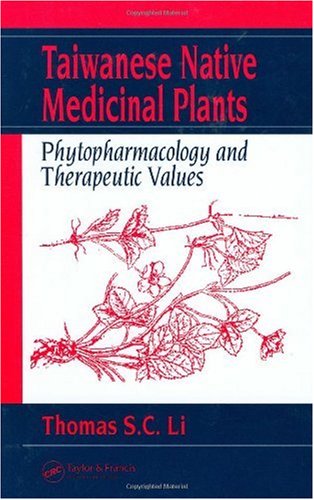 Taiwanese Native
Medicinal Plants
Phytopharmacology and
Therapeutic Values
Thomas S.C. Li
CRC
Taylor & Francis